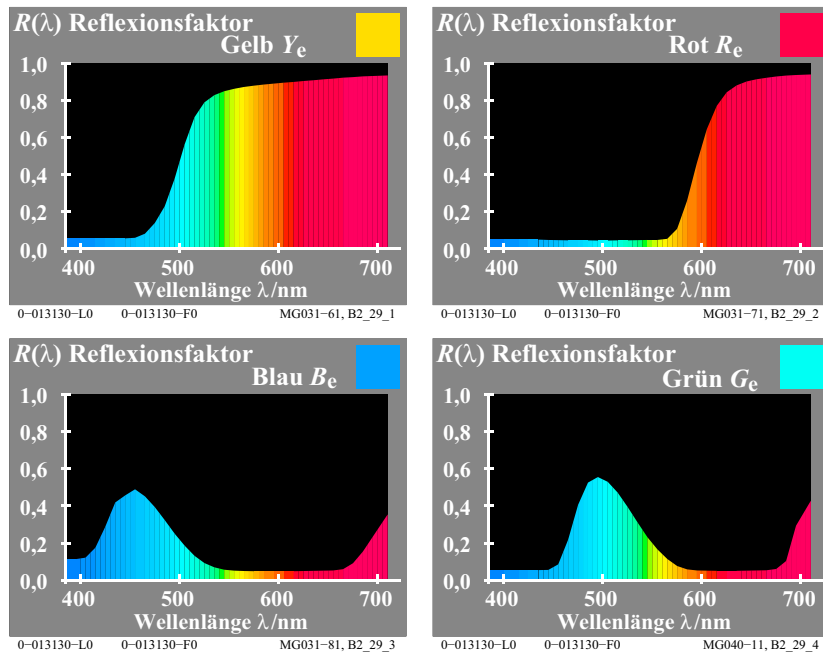 R(λ) Reflexionsfaktor
Gelb Yₑ
1,0
0,8
0,6
0,4
0,2
0,0
400 500 600 700
Wellenlänge λ/nm
0−013130−L0 0−013130−F0 MG031−61, B2_29_1
R(λ) Reflexionsfaktor
Rot Rₑ
1,0
0,8
0,6
0,4
0,2
0,0
400 500 600 700
Wellenlänge λ/nm
0−013130−L0 0−013130−F0 MG031−71, B2_29_2
R(λ) Reflexionsfaktor
Blau Bₑ
1,0
0,8
0,6
0,4
0,2
0,0
400 500 600 700
Wellenlänge λ/nm
0−013130−L0 0−013130−F0 MG031−81, B2_29_3
R(λ) Reflexionsfaktor
Grün Gₑ
1,0
0,8
0,6
0,4
0,2
0,0
400 500 600 700
Wellenlänge λ/nm
0−013130−L0 0−013130−F0 MG040−11, B2_29_4